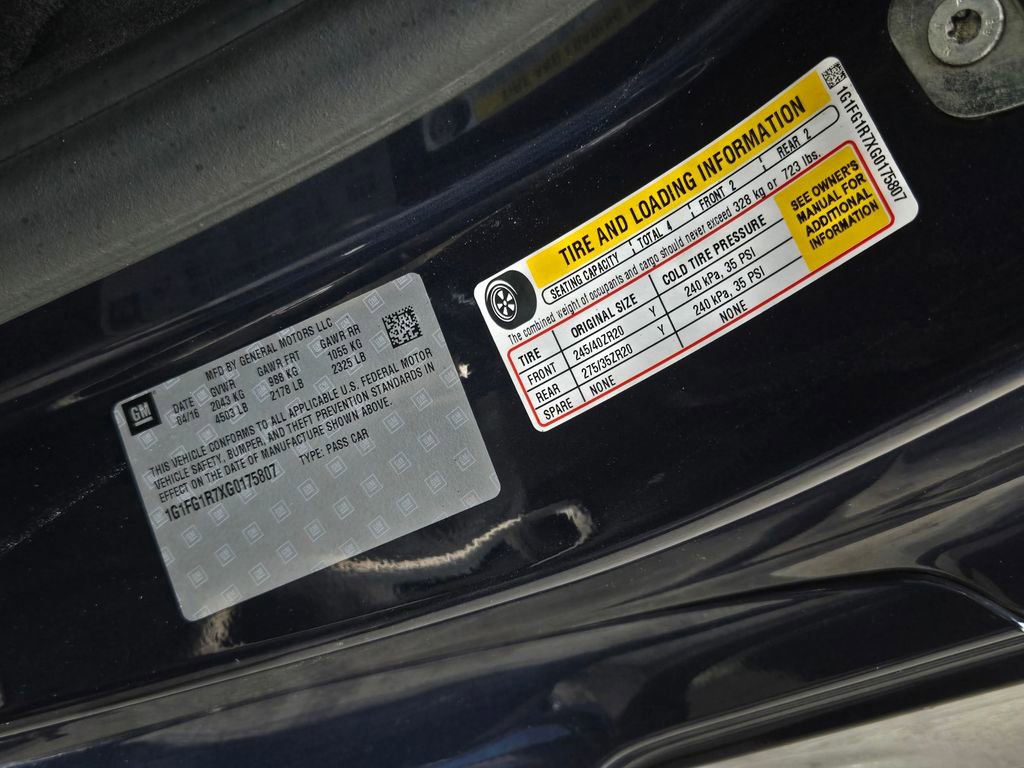 GM
MFD BY GENERAL MOTORS LLC
DATE GVWR GAWR FRT GAWR RR
04/16 2043 KG 988 KG 1055 KG
4503 LB 2178 LB 2325 LB
THIS VEHICLE CONFORMS TO ALL APPLICABLE U.S. FEDERAL MOTOR
VEHICLE SAFETY, BUMPER, AND THEFT PREVENTION STANDARDS IN
EFFECT ON THE DATE OF MANUFACTURE SHOWN ABOVE.
TYPE: PASS CAR
1G1FG1R7XG0175807
TIRE AND LOADING INFORMATION
SEATING CAPACITY TOTAL 4 FRONT 2 REAR 2
The combined weight of occupants and cargo should never exceed 328 kg or 723 lbs.
TIRE ORIGINAL SIZE COLD TIRE PRESSURE
FRONT 245/40ZR20 Y 240 kPa, 35 PSI
REAR 275/35ZR20 Y 240 kPa, 35 PSI
SPARE NONE NONE
SEE OWNER'S
MANUAL FOR
ADDITIONAL
INFORMATION
1G1FG1R7XG0175807